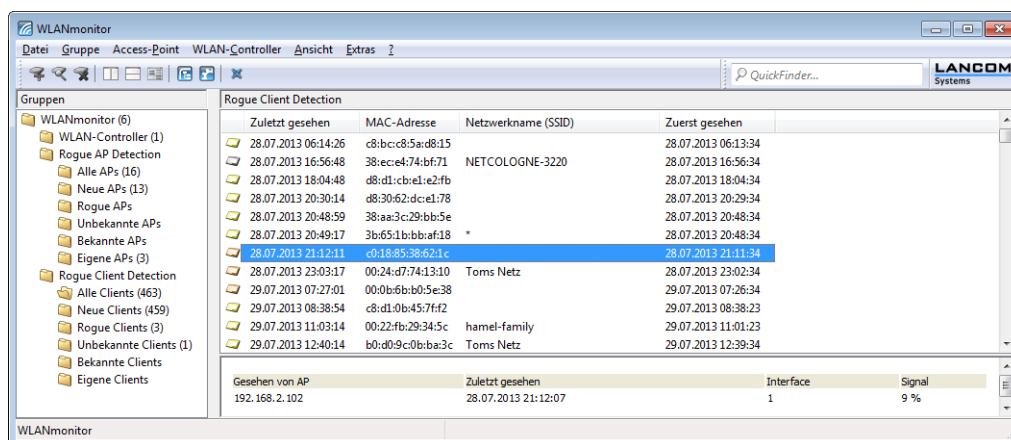 WLANmonitor
Datei Gruppe Access-Point WLAN-Controller Ansicht Extras ?
QuickFinder...
LANCOM
Systems
Gruppen
WLANmonitor (6)
WLAN-Controller (1)
Rogue AP Detection
Alle APs (16)
Neue APs (13)
Rogue APs
Unbekannte APs
Bekannte APs
Eigene APs (3)
Rogue Client Detection
Alle Clients (463)
Neue Clients (459)
Rogue Clients (3)
Unbekannte Clients (1)
Bekannte Clients
Eigene Clients
Rogue Client Detection
Zuletzt gesehen MAC-Adresse Netzwerkname (SSID) Zuerst gesehen
28.07.2013 06:14:26 c8:bc:c8:5a:d8:15 28.07.2013 06:13:34
28.07.2013 16:56:48 38:ec:e4:74:bf:71 NETCOLOGNE-3220 28.07.2013 16:56:34
28.07.2013 18:04:48 d8:d1:cb:e1:e2:fb 28.07.2013 18:04:34
28.07.2013 20:30:14 d8:30:62:dc:e1:78 28.07.2013 20:29:34
28.07.2013 20:48:59 38:aa:3c:29:bb:5e 28.07.2013 20:48:34
28.07.2013 20:49:17 3b:65:1b:bb:af:18 * 28.07.2013 20:48:34
28.07.2013 21:12:11 c0:18:85:38:62:1c 28.07.2013 21:11:34
28.07.2013 23:03:17 00:24:d7:74:13:10 Toms Netz 28.07.2013 23:02:34
29.07.2013 07:27:01 00:0b:6b:b0:5e:38 29.07.2013 07:26:34
29.07.2013 08:38:54 c8:d1:0b:45:7f:f2 29.07.2013 08:38:23
29.07.2013 11:03:14 00:22:fb:29:34:5c hamel-family 29.07.2013 11:01:23
29.07.2013 12:40:14 b0:d0:9c:0b:ba:3c Toms Netz 29.07.2013 12:39:34
Gesehen von AP Zuletzt gesehen Interface Signal
192.168.2.102 28.07.2013 21:12:07 1 9 %
WLANmonitor